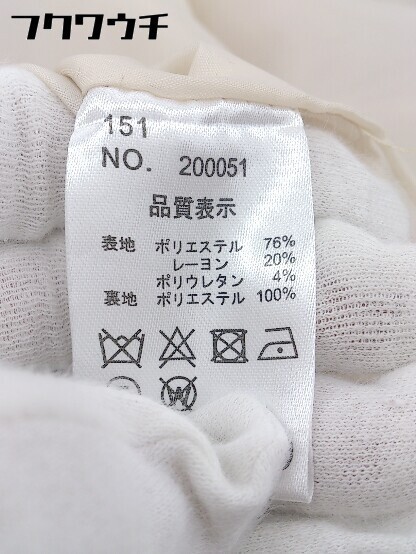 フクワウチ
151
NO. 200051
品質表示
表地 ポリエステル 76%
レーヨン 20%
ポリウレタン 4%
裏地 ポリエステル 100%
W